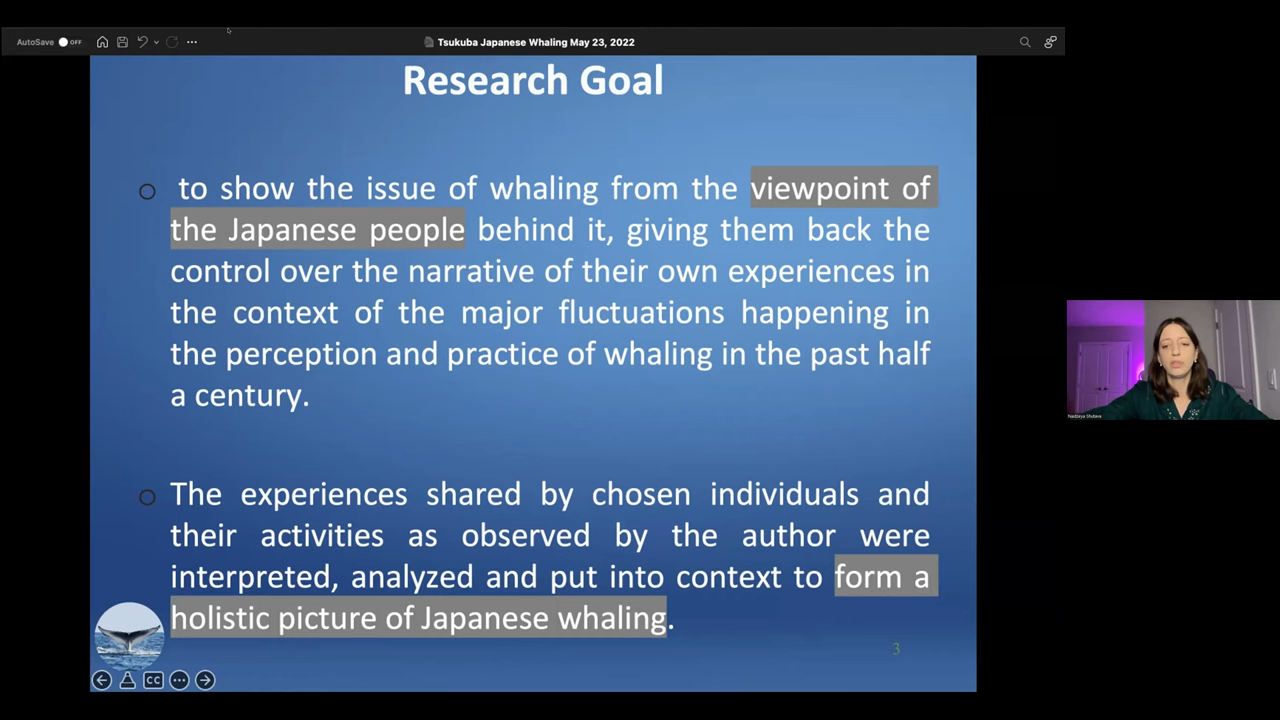 AutoSave OFF
Tsukuba Japanese Whaling May 23, 2022
Research Goal
to show the issue of whaling from the viewpoint of
the Japanese people behind it, giving them back the
control over the narrative of their own experiences in
the context of the major fluctuations happening in
the perception and practice of whaling in the past half
a century.
The experiences shared by chosen individuals and
their activities as observed by the author were
interpreted, analyzed and put into context to form a
holistic picture of Japanese whaling.
3
CC
Nadzeya Shutava